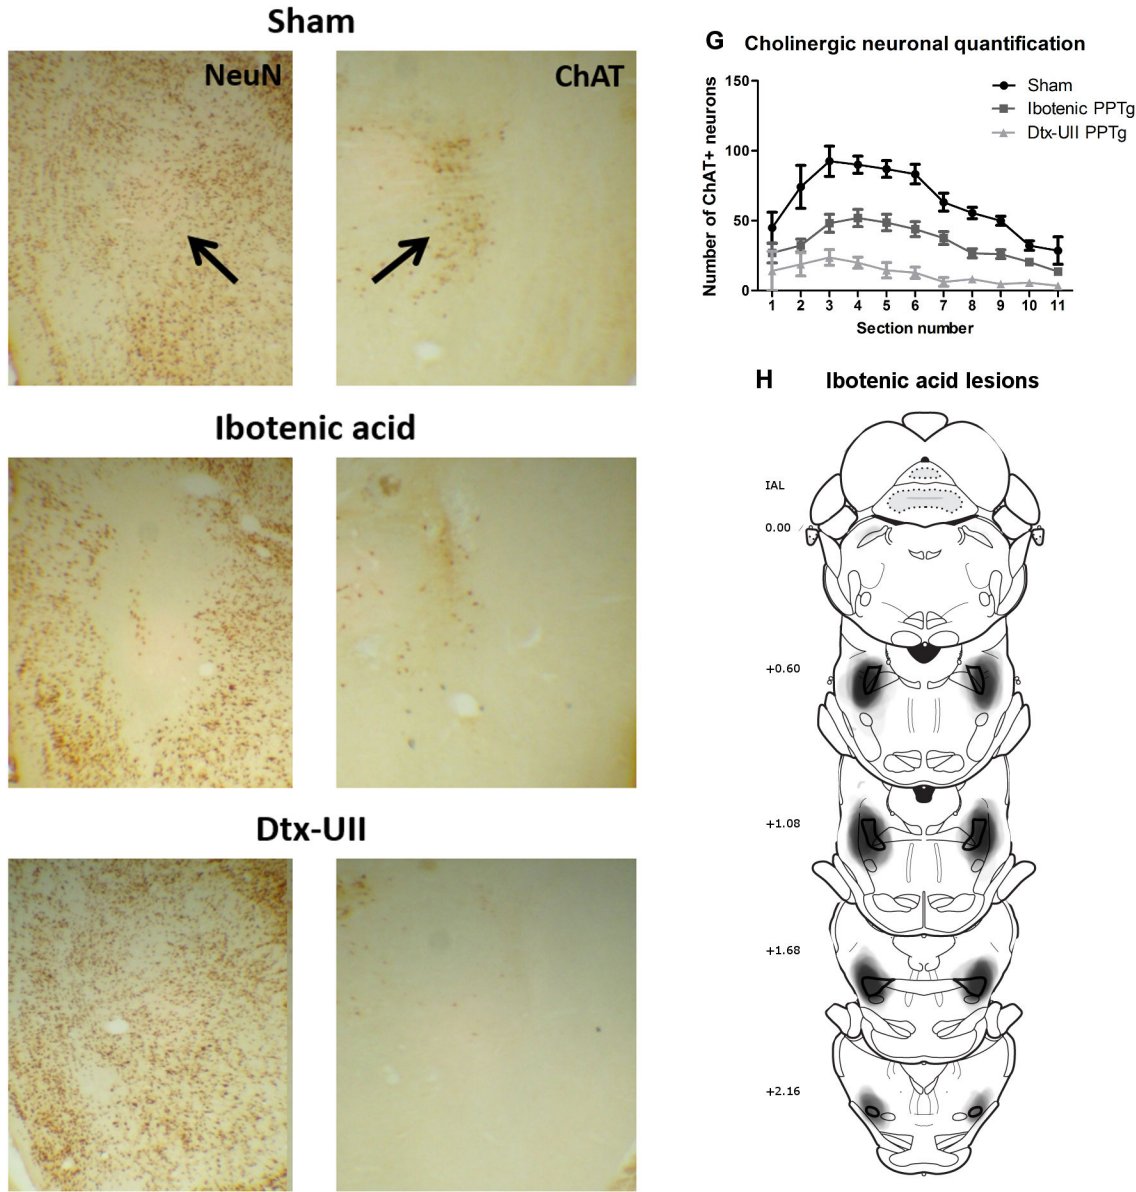 Sham
NeuN
ChAT
Ibotenic acid
Dtx-UII
G Cholinergic neuronal quantification
Number of ChAT+ neurons
150
100
50
0
Sham
Ibotenic PPTg
Dtx-UII PPTg
1 2 3 4 5 6 7 8 9 10 11
Section number
H Ibotenic acid lesions
IAL
0.00
+0.60
+1.08
+1.68
+2.16